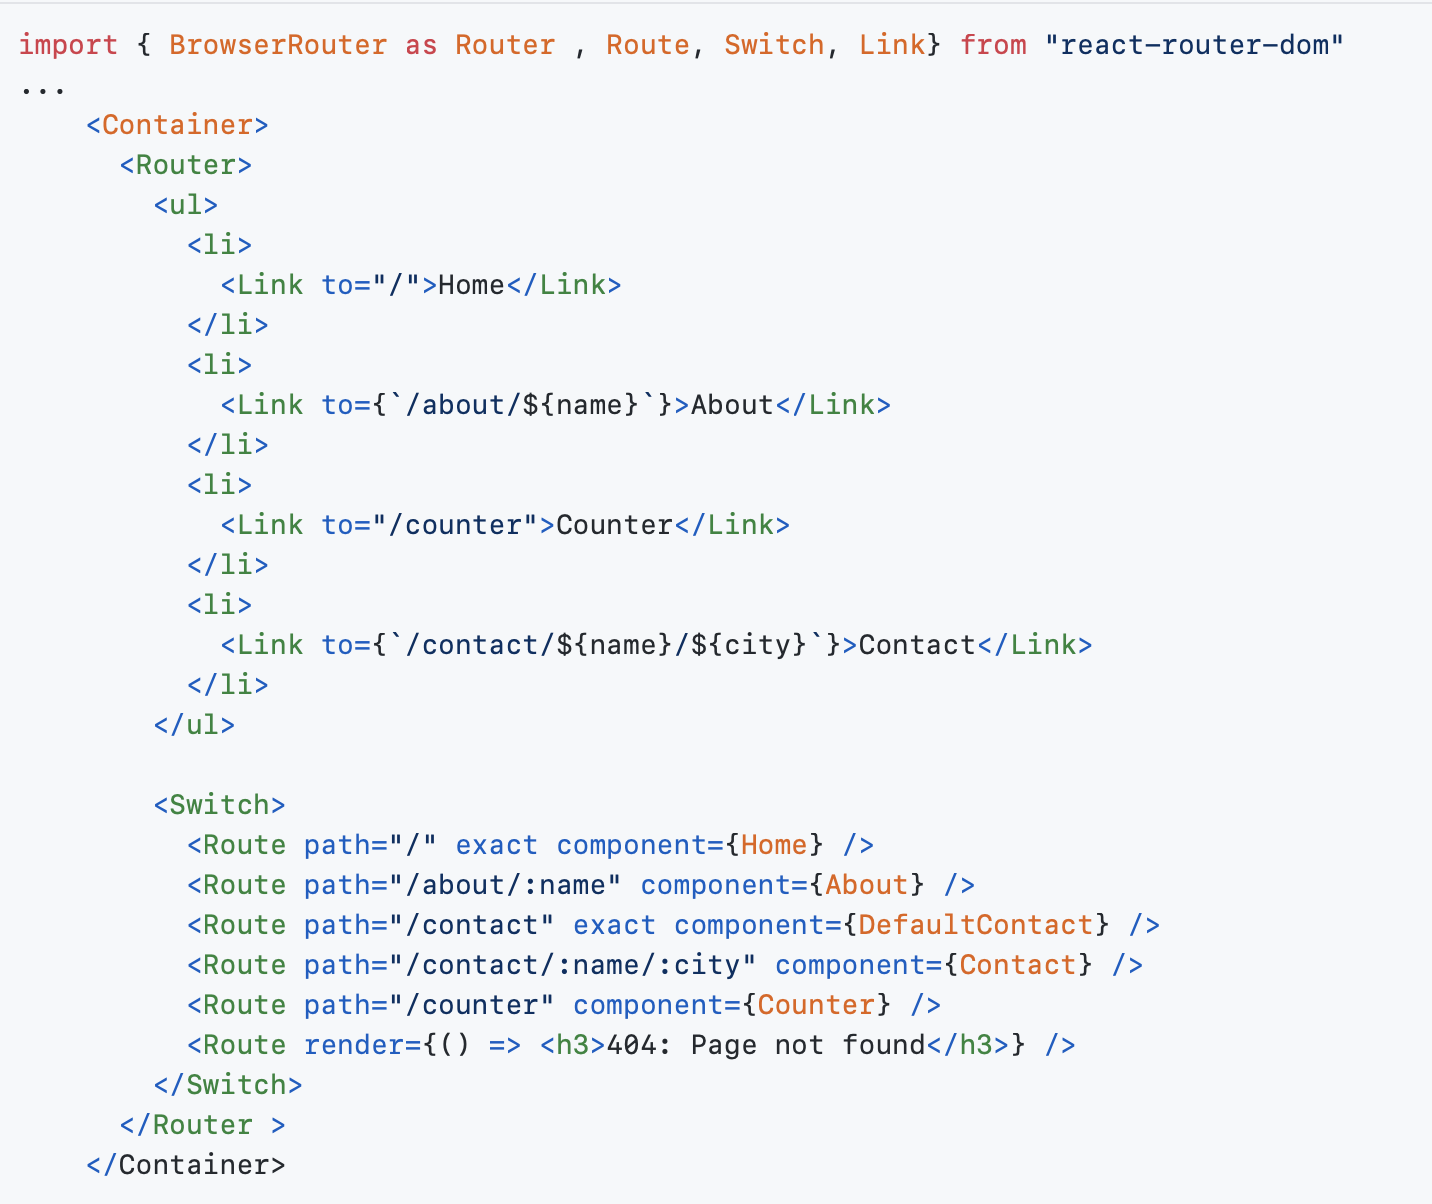 import { BrowserRouter as Router , Route, Switch, Link} from "react-router-dom"
...
    <Container>
      <Router>
        <ul>
          <li>
            <Link to="/">Home</Link>
          </li>
          <li>
            <Link to={`/about/${name}`}>About</Link>
          </li>
          <li>
            <Link to="/counter">Counter</Link>
          </li>
          <li>
            <Link to={`/contact/${name}/${city}`}>Contact</Link>
          </li>
        </ul>

        <Switch>
          <Route path="/" exact component={Home} />
          <Route path="/about/:name" component={About} />
          <Route path="/contact" exact component={DefaultContact} />
          <Route path="/contact/:name/:city" component={Contact} />
          <Route path="/counter" component={Counter} />
          <Route render={() => <h3>404: Page not found</h3>} />
        </Switch>
      </Router >
    </Container>